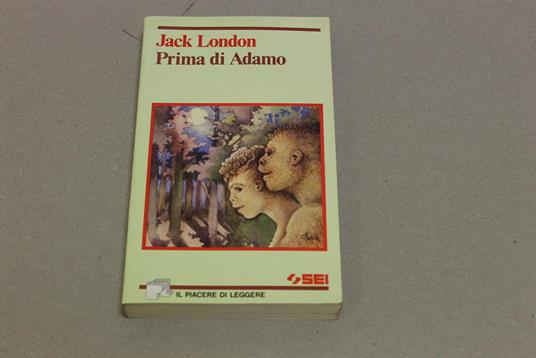 Jack London
Prima di Adamo
SEI
IL PIACERE DI LEGGERE